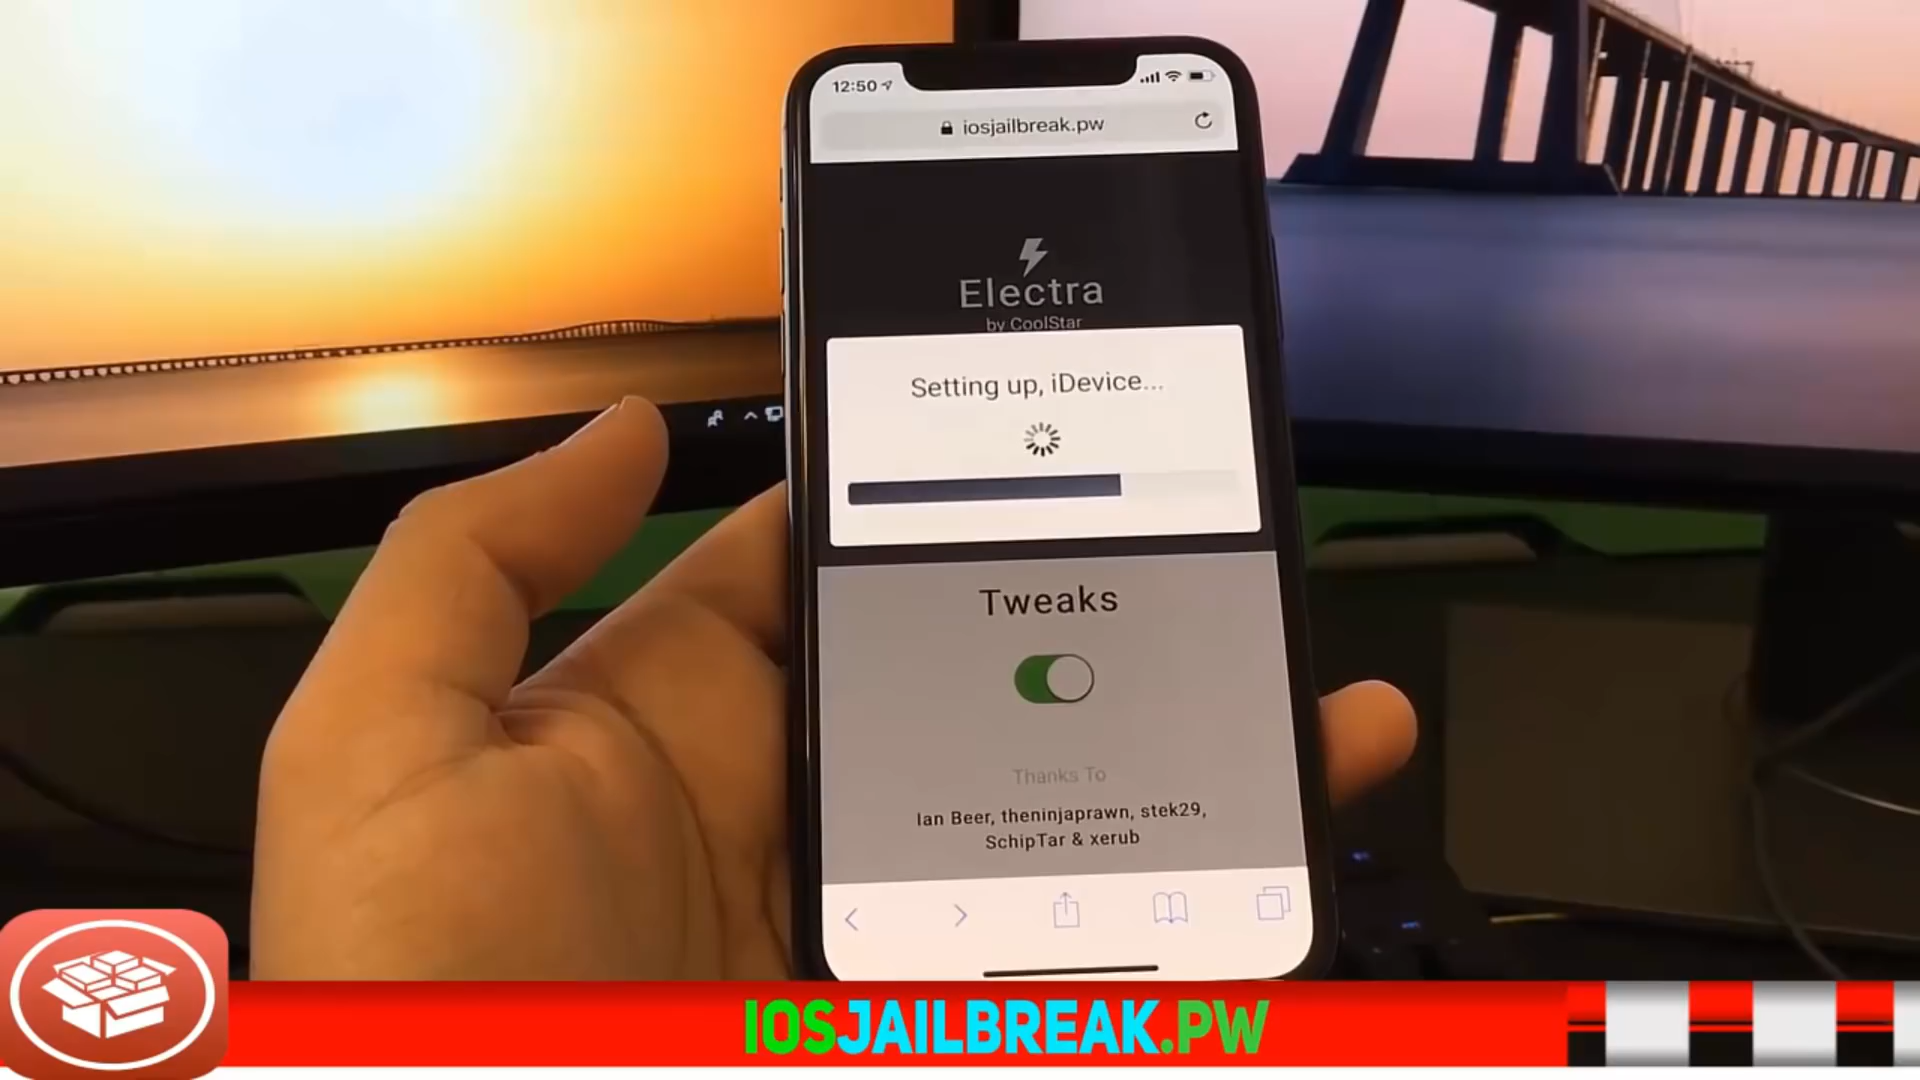 12:50
iosjailbreak.pw
Electra
by CoolStar
Setting up, iDevice...
Tweaks
Thanks To
Ian Beer, theninjaprawn, stek29,
SchipTar & xerub
IOSJAILBREAK.PW